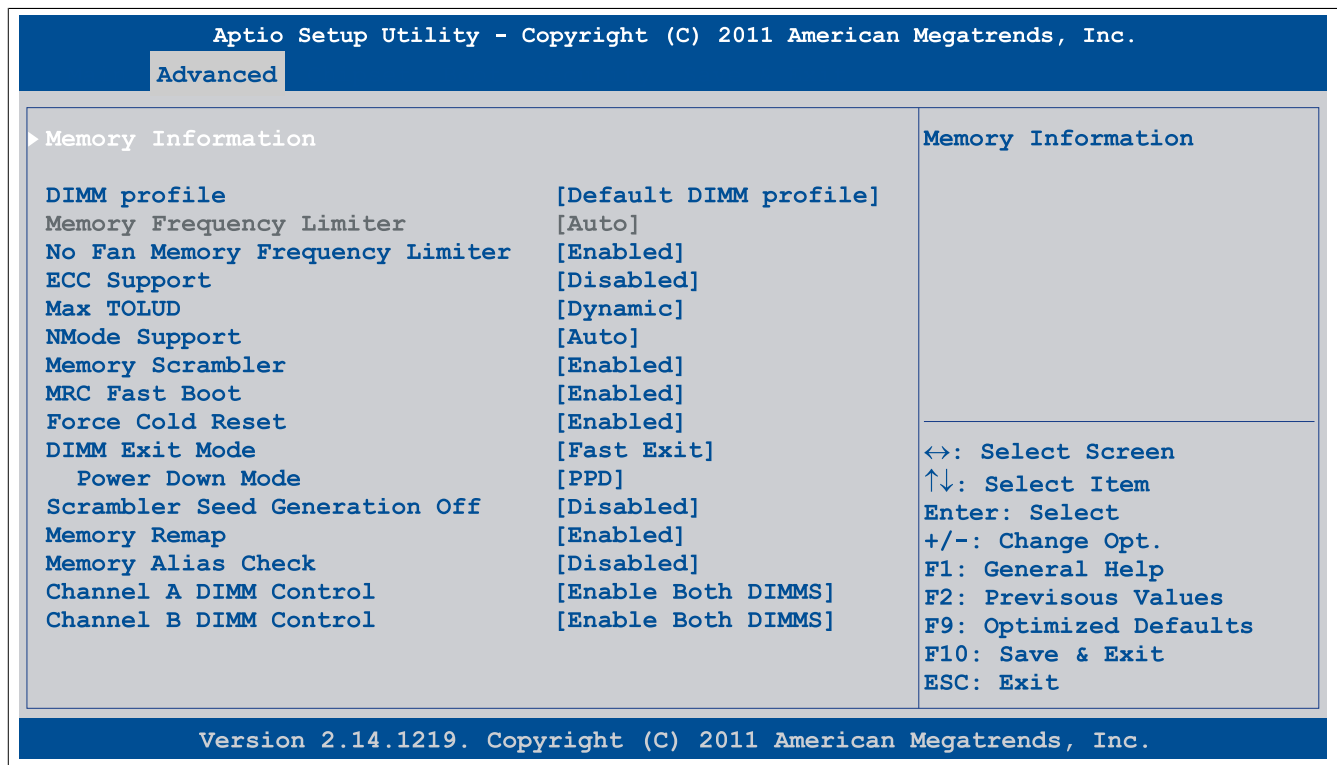 Aptio Setup Utility - Copyright (C) 2011 American Megatrends, Inc.
Advanced
Memory Information
DIMM profile [Default DIMM profile]
Memory Frequency Limiter [Auto]
No Fan Memory Frequency Limiter [Enabled]
ECC Support [Disabled]
Max TOLUD [Dynamic]
NMode Support [Auto]
Memory Scrambler [Enabled]
MRC Fast Boot [Enabled]
Force Cold Reset [Enabled]
DIMM Exit Mode [Fast Exit]
Power Down Mode [PPD]
Scrambler Seed Generation Off [Disabled]
Memory Remap [Enabled]
Memory Alias Check [Disabled]
Channel A DIMM Control [Enable Both DIMMS]
Channel B DIMM Control [Enable Both DIMMS]
Memory Information
↔: Select Screen
↑↓: Select Item
Enter: Select
+/-: Change Opt.
F1: General Help
F2: Previsous Values
F9: Optimized Defaults
F10: Save & Exit
ESC: Exit
Version 2.14.1219. Copyright (C) 2011 American Megatrends, Inc.